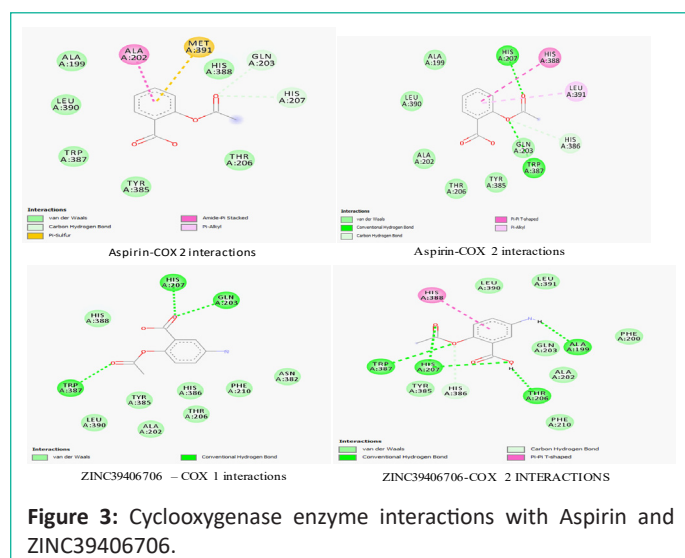 ALA
A:202
MET
A:391
GLN
A:203
ALA
A:199
HIS
A:388
LEU
A:390
HIS
A:207
TRP
A:387
TYR
A:385
THR
A:206
Interactions
van der Waals
Carbon Hydrogen Bond
Pi-Sulfur
Amide-Pi Stacked
Pi-Alkyl
Aspirin-COX 2 interactions
HIS
A:207
HIS
A:388
ALA
A:199
LEU
A:391
LEU
A:390
HIS
A:386
GLN
A:203
ALA
A:202
TRP
A:387
TYR
A:385
THR
A:206
Interactions
van der Waals
Conventional Hydrogen Bond
Carbon Hydrogen Bond
Pi-Pi T-shaped
Pi-Alkyl
Aspirin-COX 2 interactions
HIS
A:207
GLN
A:203
HIS
A:388
TRP
A:387
ASN
A:382
PHE
A:210
HIS
A:386
TYR
A:385
THR
A:206
LEU
A:390
ALA
A:202
Interactions
van der Waals
Conventional Hydrogen Bond
ZINC39406706 – COX 1 interactions
LEU
A:390
LEU
A:391
HIS
A:388
H
PHE
A:200
GLN
A:203
ALA
A:199
TRP
A:387
HIS
A:207
ALA
A:202
TYR
A:385
HIS
A:386
H
THR
A:206
PHE
A:210
Interactions
van der Waals
Conventional Hydrogen Bond
Carbon Hydrogen Bond
Pi-Pi T-shaped
ZINC39406706-COX 2 INTERACTIONS
Figure 3: Cyclooxygenase enzyme interactions with Aspirin and
ZINC39406706.